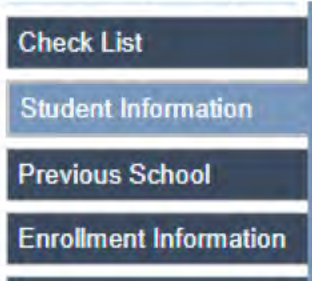 Check List
Student Information
Previous School
Enrollment Information